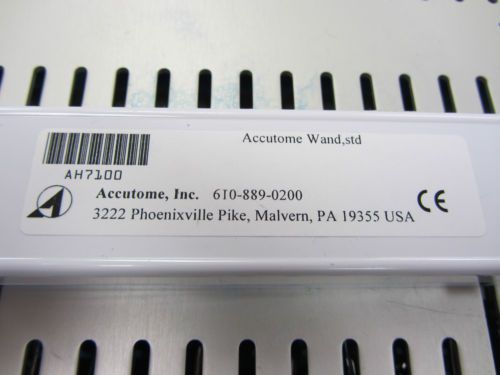 Accutome Wand,std
AH7100
Accutome, Inc. 610-889-0200
3222 Phoenixville Pike, Malvern, PA 19355 USA
CE